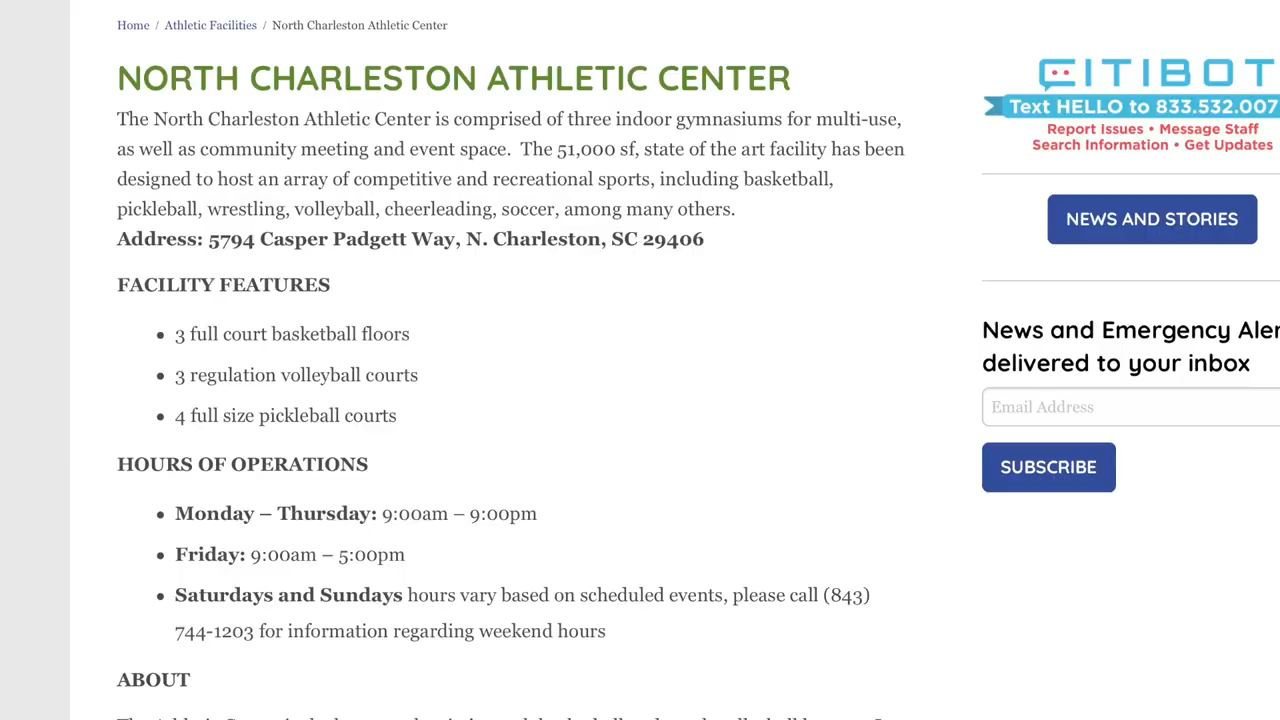 Home / Athletic Facilities / North Charleston Athletic Center
NORTH CHARLESTON ATHLETIC CENTER
The North Charleston Athletic Center is comprised of three indoor gymnasiums for multi-use,
as well as community meeting and event space. The 51,000 sf, state of the art facility has been
designed to host an array of competitive and recreational sports, including basketball,
pickleball, wrestling, volleyball, cheerleading, soccer, among many others.
Address: 5794 Casper Padgett Way, N. Charleston, SC 29406
FACILITY FEATURES
• 3 full court basketball floors
• 3 regulation volleyball courts
• 4 full size pickleball courts
HOURS OF OPERATIONS
• Monday – Thursday: 9:00am – 9:00pm
• Friday: 9:00am – 5:00pm
• Saturdays and Sundays hours vary based on scheduled events, please call (843)
744-1203 for information regarding weekend hours
ABOUT
CITIBOT
Text HELLO to 833.532.007
Report Issues • Message Staff
Search Information • Get Updates
NEWS AND STORIES
News and Emergency Aler
delivered to your inbox
Email Address
SUBSCRIBE